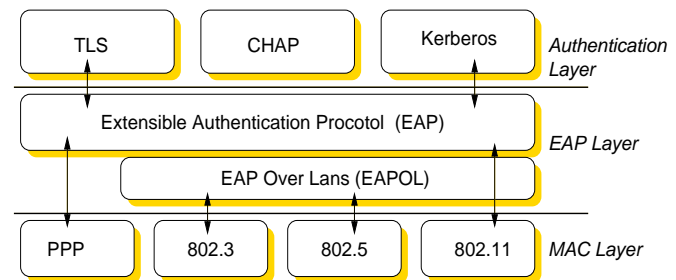 TLS
CHAP
Kerberos
Authentication
Layer
Extensible Authentication Procotol (EAP)
EAP Layer
EAP Over Lans (EAPOL)
PPP
802.3
802.5
802.11
MAC Layer